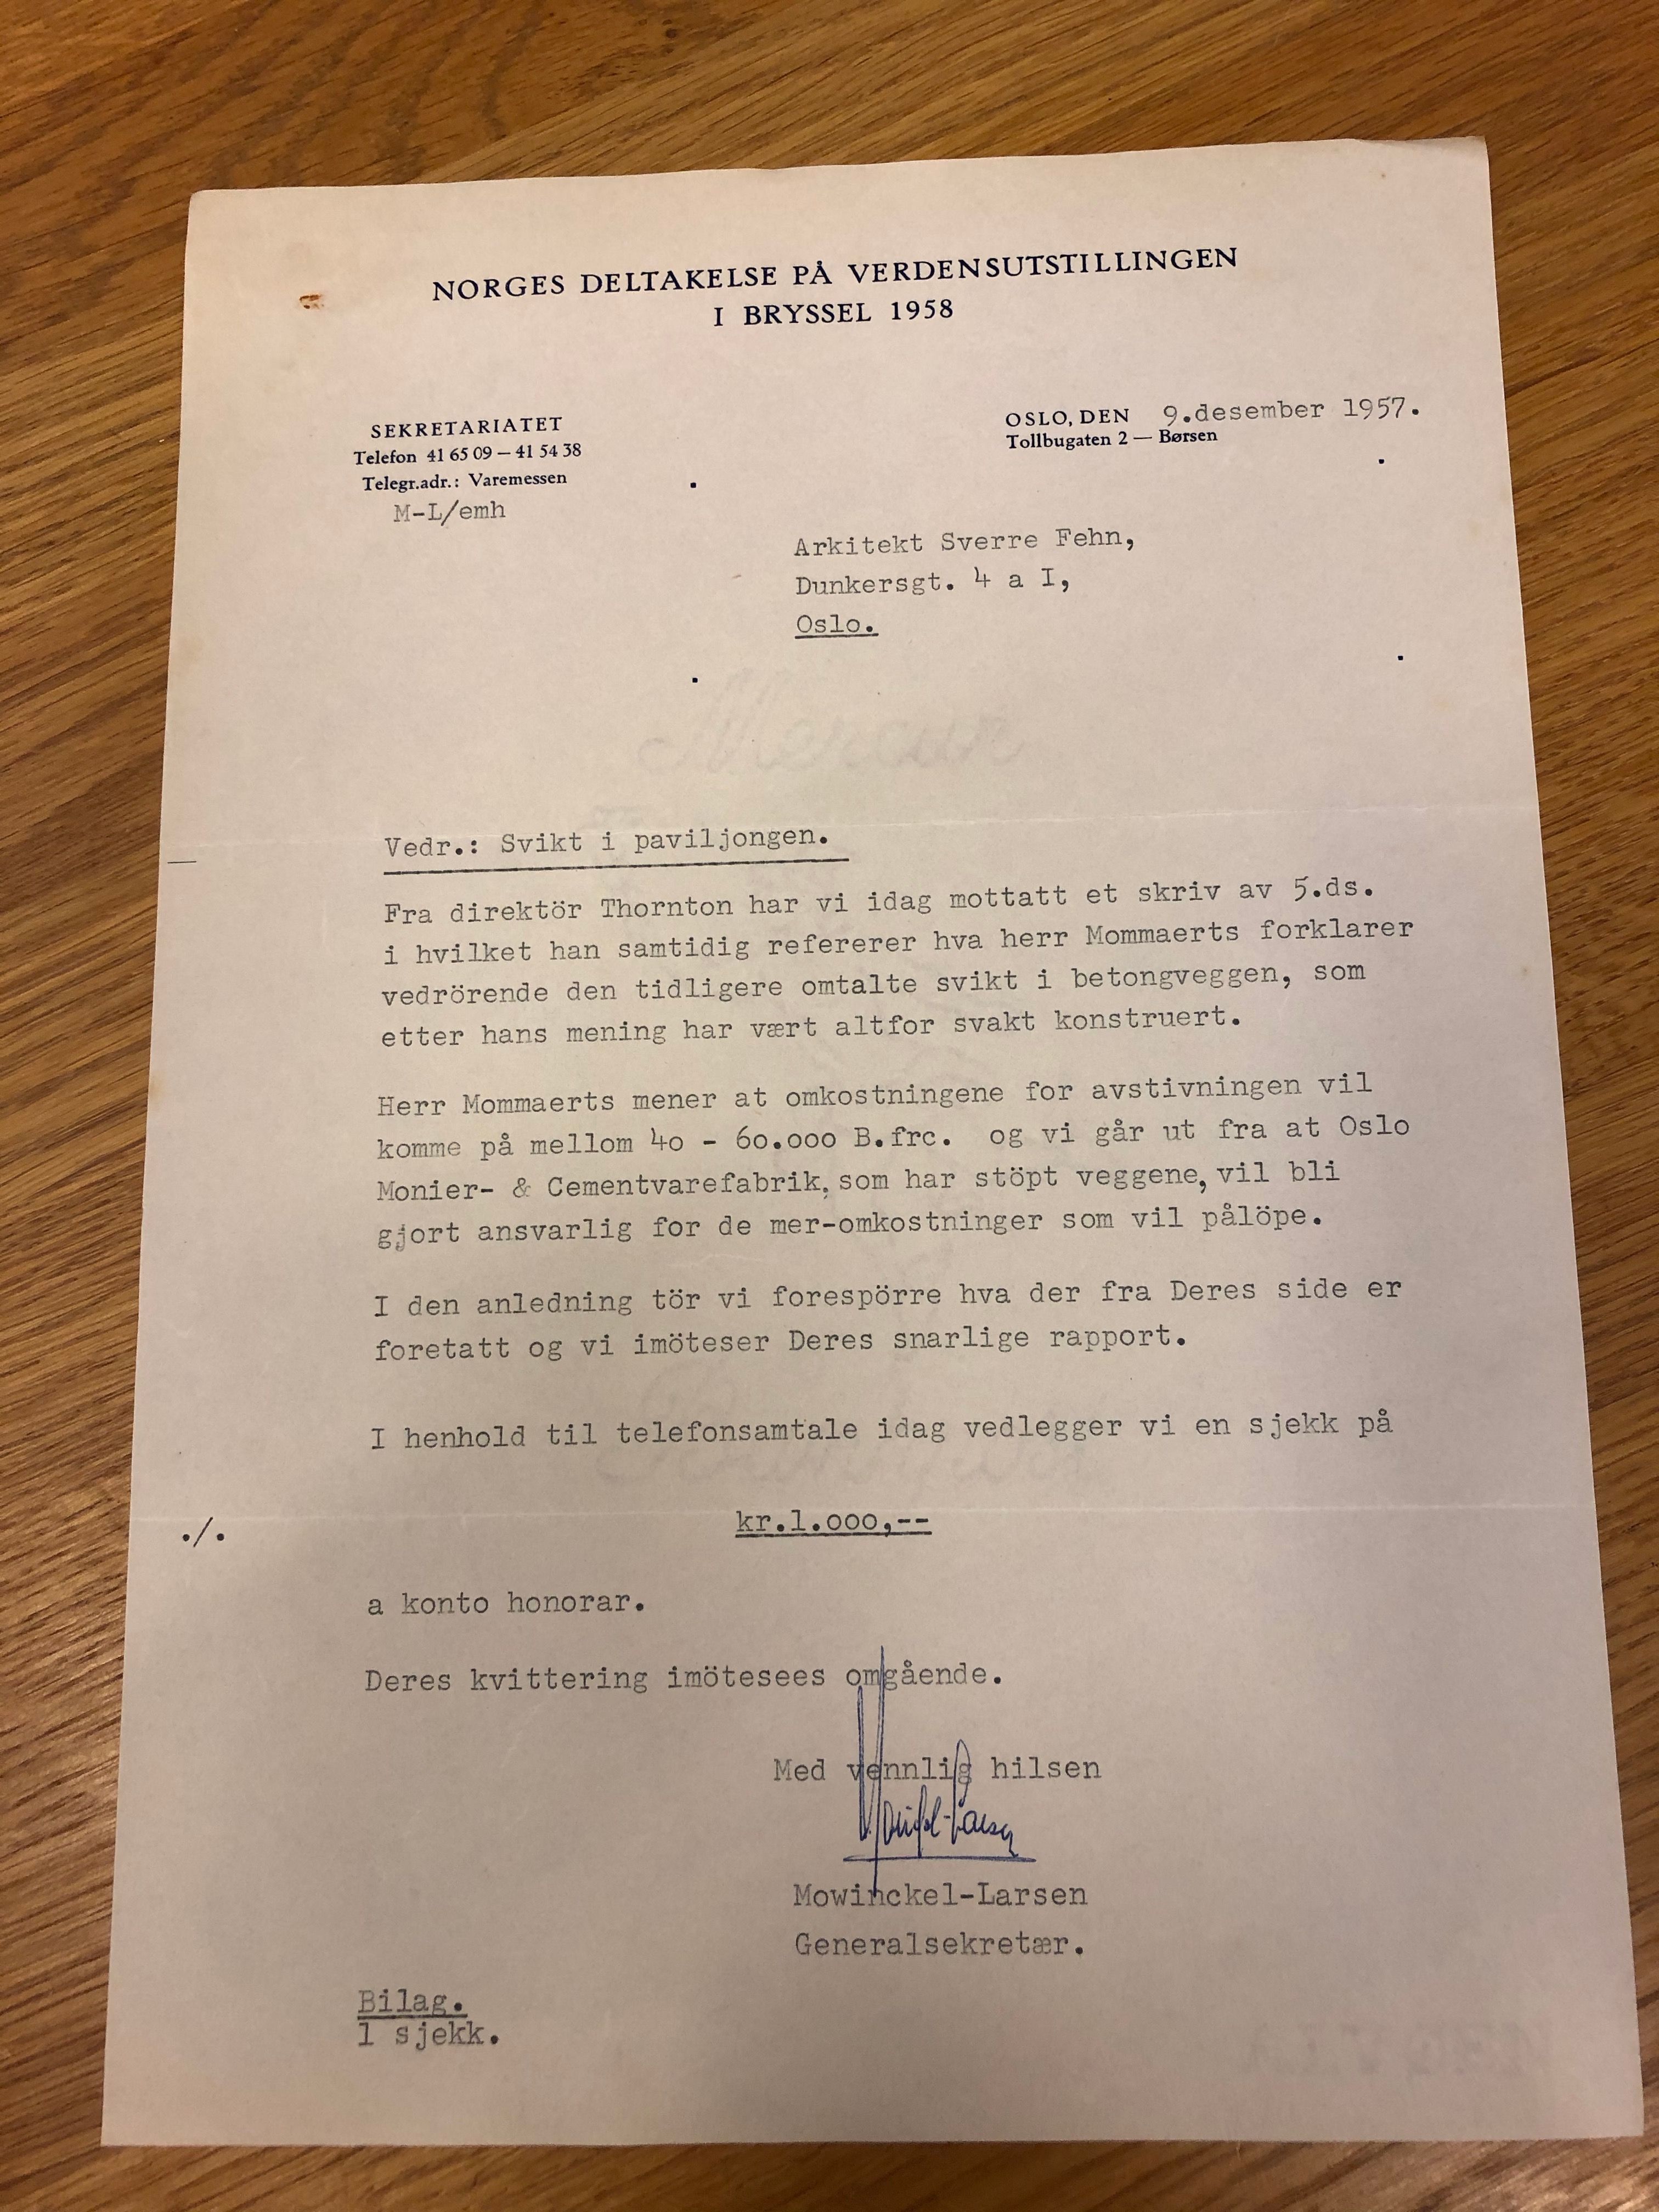 NORGES DELTAKELSE PÅ VERDENSUTSTILLINGEN
I BRYSSEL 1958
SEKRETARIATET
Telefon 41 65 09 — 41 54 38
Telegr.adr.: Varemessen
M-L/emh
OSLO, DEN 9.desember 1957.
Tollbugaten 2 — Børsen
Arkitekt Sverre Fehn,
Dunkersgt. 4 a I,
Oslo.
Vedr.: Svikt i paviljongen.
Fra direktör Thornton har vi idag mottatt et skriv av 5.ds.
i hvilket han samtidig refererer hva herr Mommaerts forklarer
vedrörende den tidligere omtalte svikt i betongveggen, som
etter hans mening har vært altfor svakt konstruert.
Herr Mommaerts mener at omkostningene for avstivningen vil
komme på mellom 4o - 6o.ooo B.frc. og vi går ut fra at Oslo
Monier- & Cementvarefabrik, som har stöpt veggene, vil bli
gjort ansvarlig for de mer-omkostninger som vil pålöpe.
I den anledning tör vi forespörre hva der fra Deres side er
foretatt og vi imöteser Deres snarlige rapport.
I henhold til telefonsamtale idag vedlegger vi en sjekk på
./. kr.1.ooo,--
a konto honorar.
Deres kvittering imötesees omgående.
Med vennlig hilsen
Mowinckel-Larsen
Generalsekretær.
Bilag.
1 sjekk.